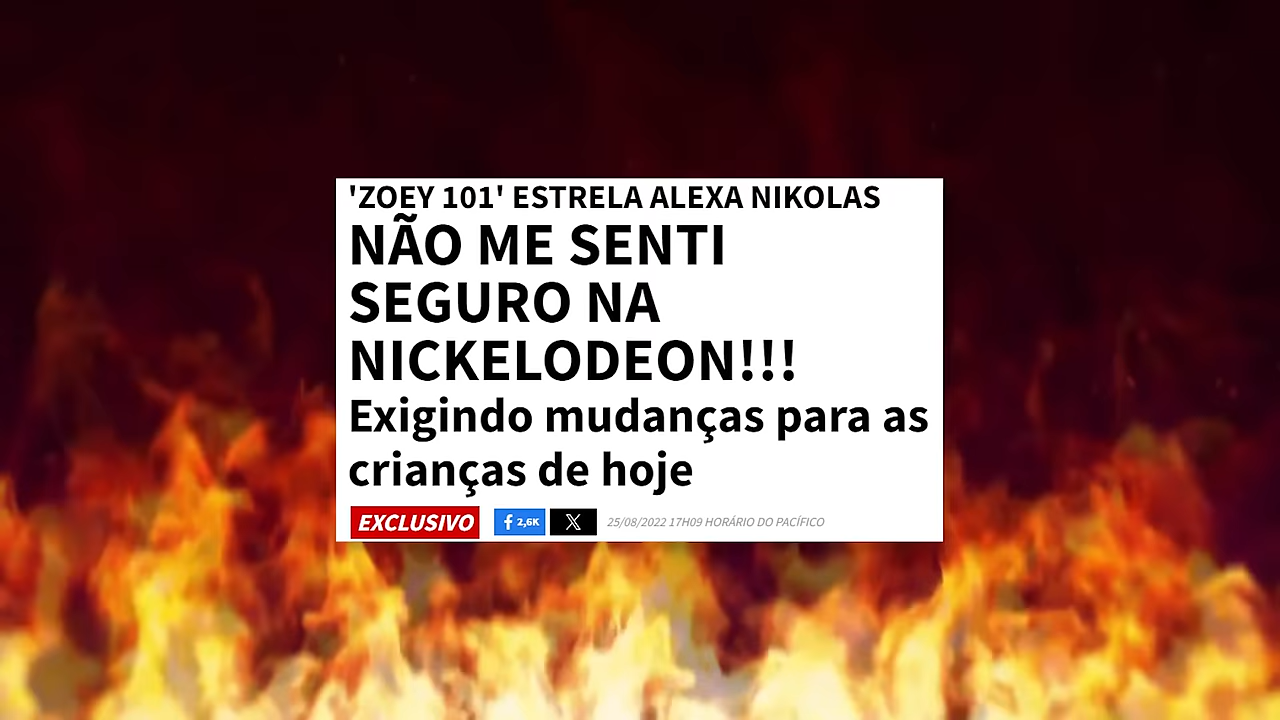 'ZOEY 101' ESTRELA ALEXA NIKOLAS
NÃO ME SENTI
SEGURO NA
NICKELODEON!!!
Exigindo mudanças para as
crianças de hoje
EXCLUSIVO f 2,6K X 25/08/2022 17H09 HORÁRIO DO PACÍFICO